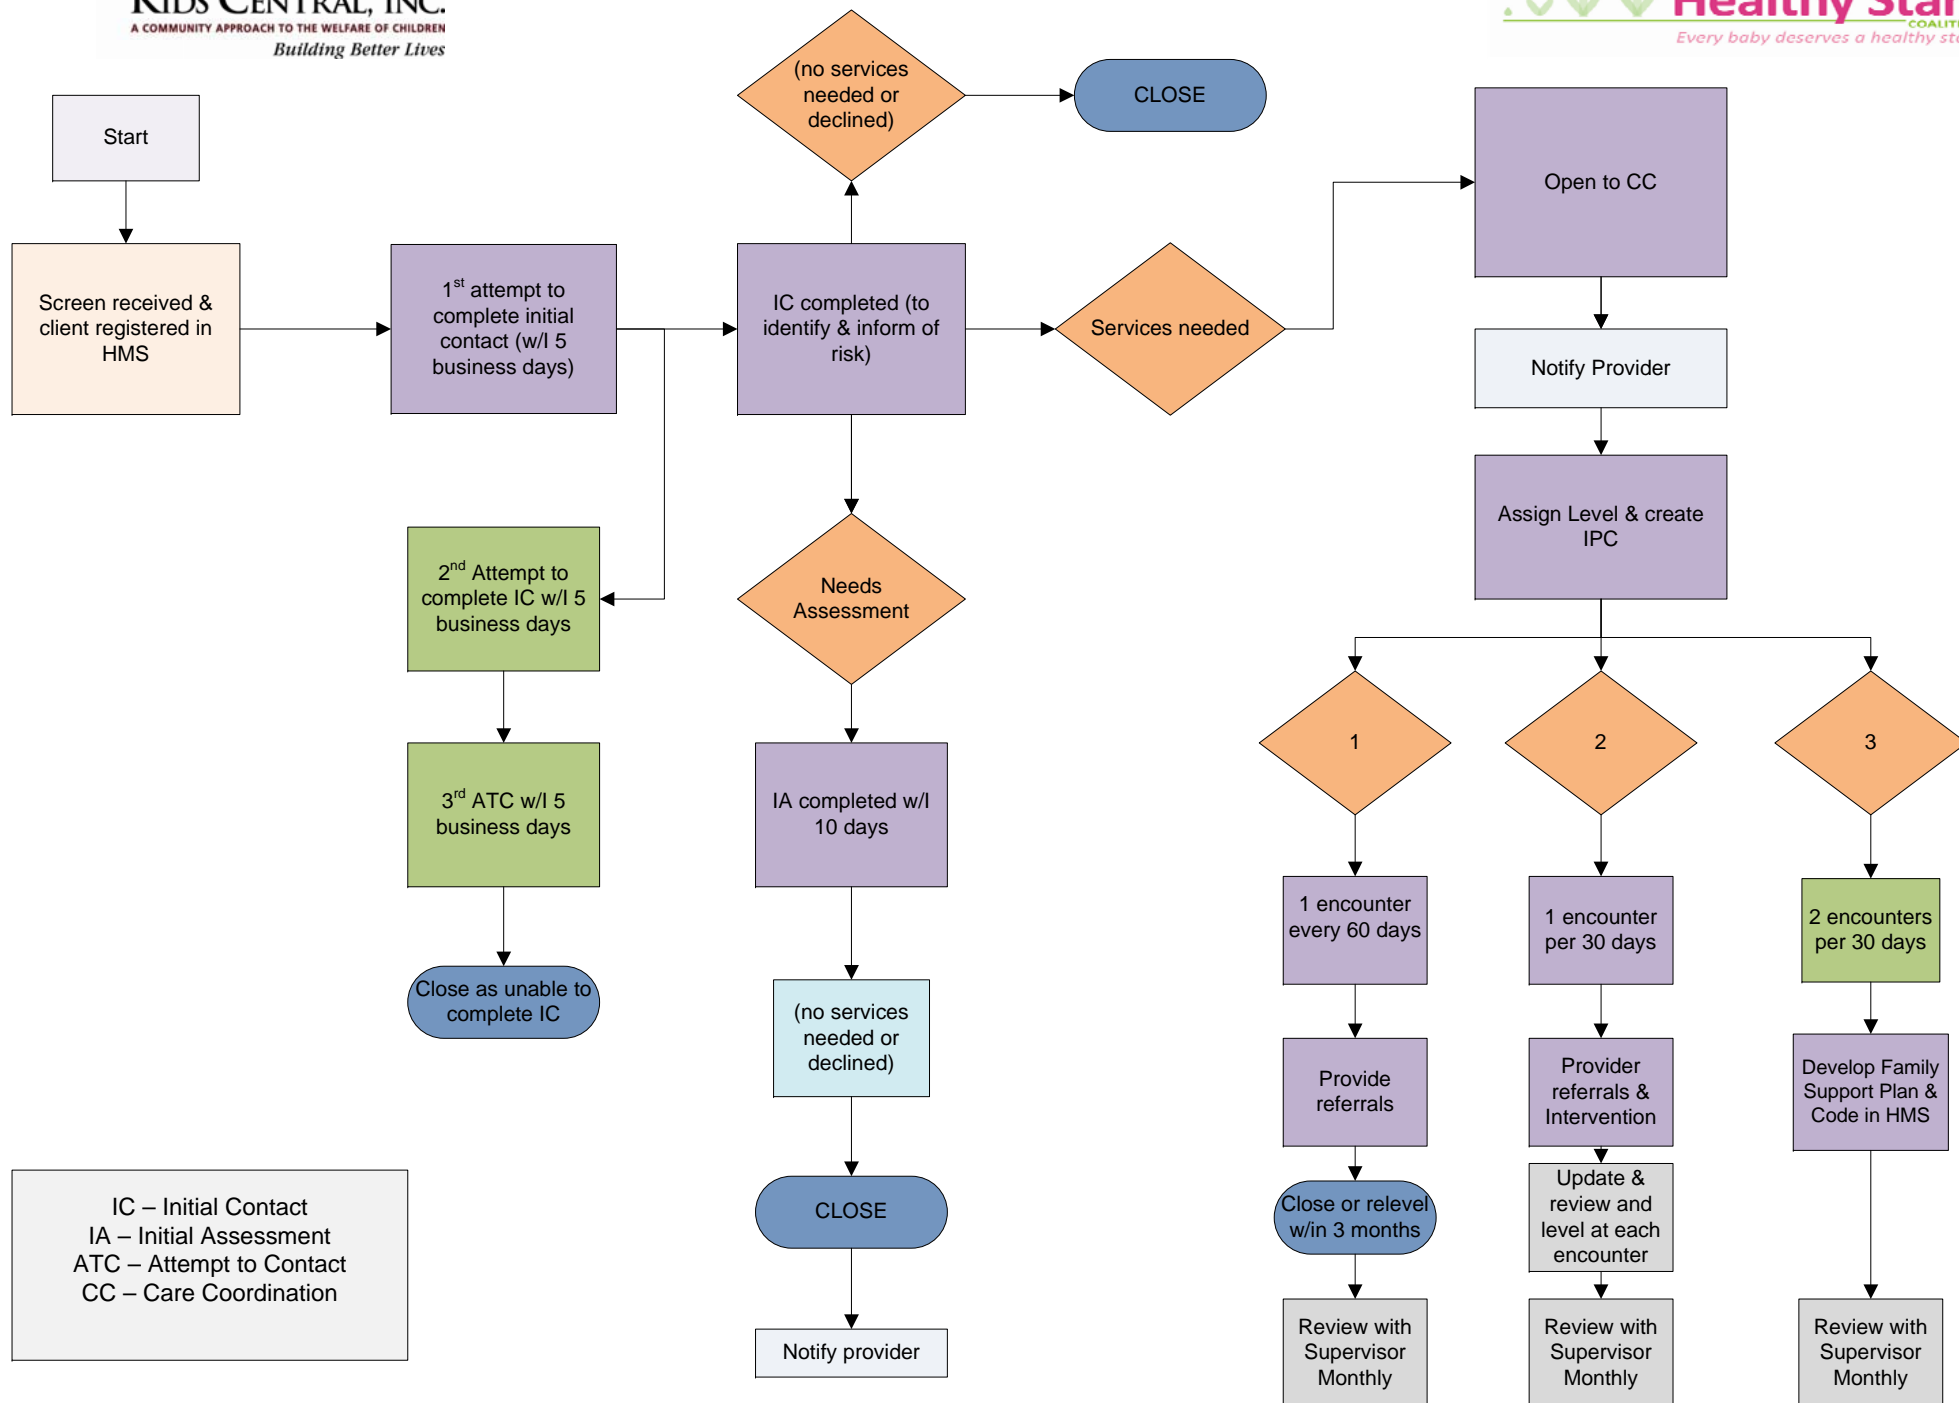 KIDS CENTRAL, INC.
A COMMUNITY APPROACH TO THE WELFARE OF CHILDREN
Building Better Lives
Healthy Start
COALIT
Every baby deserves a healthy sta
Start
Screen received &
client registered in
HMS
1st attempt to
complete initial
contact (w/I 5
business days)
IC completed (to
identify & inform of
risk)
(no services
needed or
declined)
CLOSE
Services needed
Open to CC
Notify Provider
Assign Level & create
IPC
2nd Attempt to
complete IC w/I 5
business days
3rd ATC w/I 5
business days
Close as unable to
complete IC
Needs
Assessment
IA completed w/I
10 days
(no services
needed or
declined)
CLOSE
Notify provider
1
2
3
1 encounter
every 60 days
Provide
referrals
Close or relevel
w/in 3 months
Review with
Supervisor
Monthly
1 encounter
per 30 days
Provider
referrals &
Intervention
Update &
review and
level at each
encounter
Review with
Supervisor
Monthly
2 encounters
per 30 days
Develop Family
Support Plan &
Code in HMS
Review with
Supervisor
Monthly
IC – Initial Contact
IA – Initial Assessment
ATC – Attempt to Contact
CC – Care Coordination